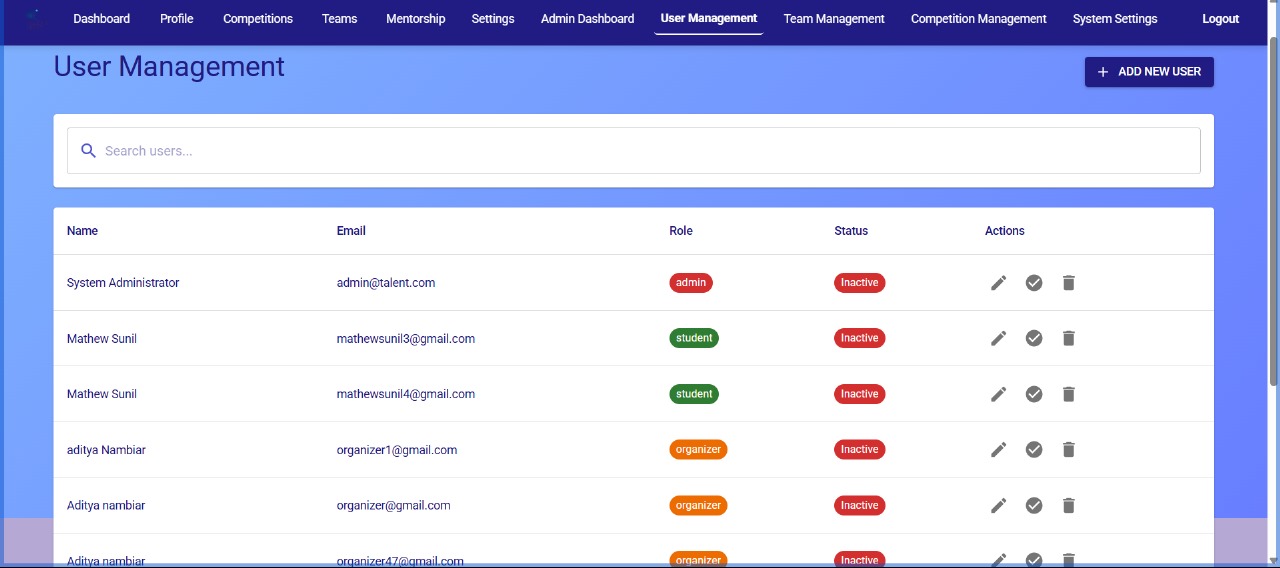 Dashboard Profile Competitions Teams Mentorship Settings Admin Dashboard User Management Team Management Competition Management System Settings Logout
User Management
+ ADD NEW USER
Search users...
Name Email Role Status Actions
System Administrator admin@talent.com admin Inactive
Mathew Sunil mathewsunil3@gmail.com student Inactive
Mathew Sunil mathewsunil4@gmail.com student Inactive
aditya Nambiar organizer1@gmail.com organizer Inactive
Aditya nambiar organizer@gmail.com organizer Inactive
Aditya nambiar organizer47@gmail.com organizer Inactive